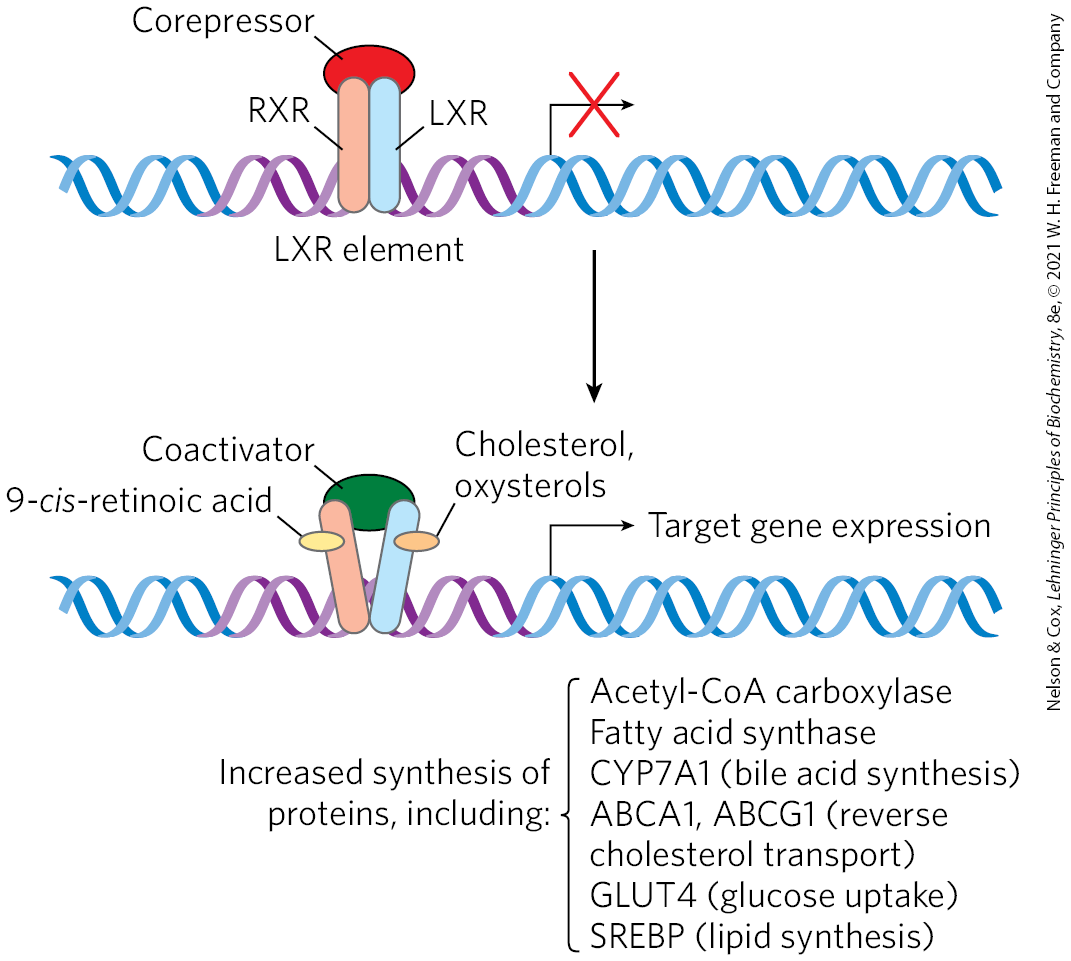 Corepressor
RXR
LXR
LXR element
Coactivator
Cholesterol,
oxysterols
9-cis-retinoic acid
Target gene expression
Increased synthesis of
proteins, including:
Acetyl-CoA carboxylase
Fatty acid synthase
CYP7A1 (bile acid synthesis)
ABCA1, ABCG1 (reverse
cholesterol transport)
GLUT4 (glucose uptake)
SREBP (lipid synthesis)
Nelson & Cox, Lehninger Principles of Biochemistry, 8e, © 2021 W. H. Freeman and Company